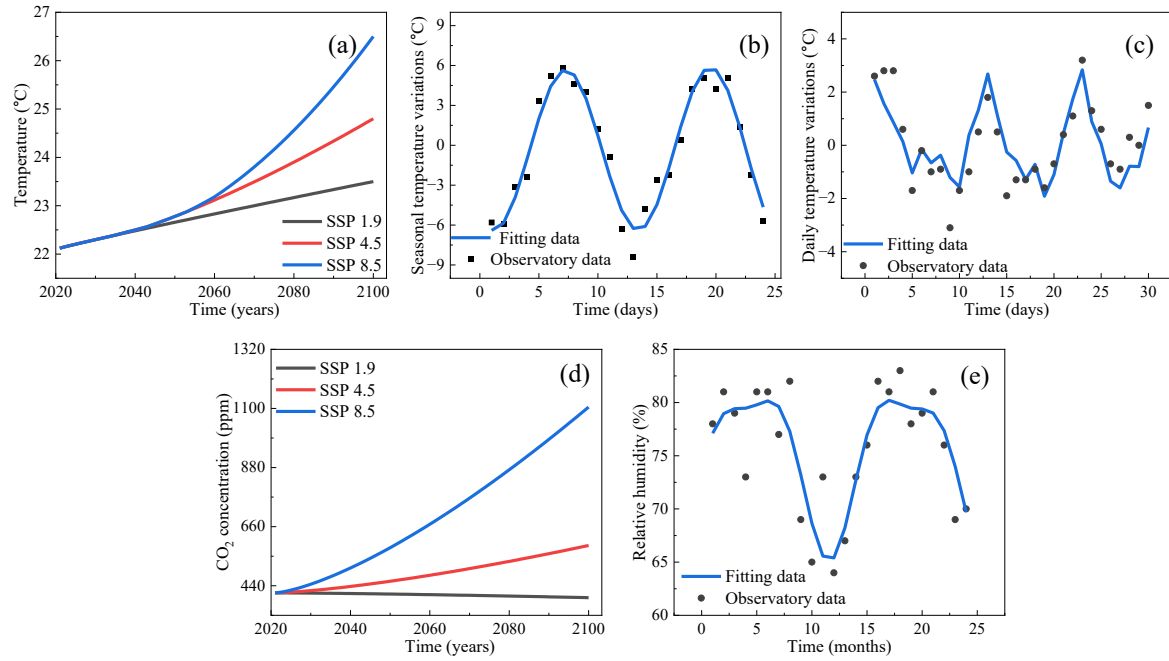 (a)
Temperature (°C)
27
26
25
24
23
22
SSP 1.9
SSP 4.5
SSP 8.5
2020 2040 2060 2080 2100
Time (years)
(b)
Seasonal temperature variations (°C)
9
6
3
0
−3
−6
−9
Fitting data
Observatory data
0 5 10 15 20 25
Time (days)
(c)
Daily temperature variations (°C)
4
2
0
−2
−4
Fitting data
Observatory data
0 5 10 15 20 25 30
Time (days)
(d)
CO2 concentration (ppm)
1320
1100
880
660
440
SSP 1.9
SSP 4.5
SSP 8.5
2020 2040 2060 2080 2100
Time (years)
(e)
Relative humidity (%)
85
80
75
70
65
60
Fitting data
Observatory data
0 5 10 15 20 25
Time (months)